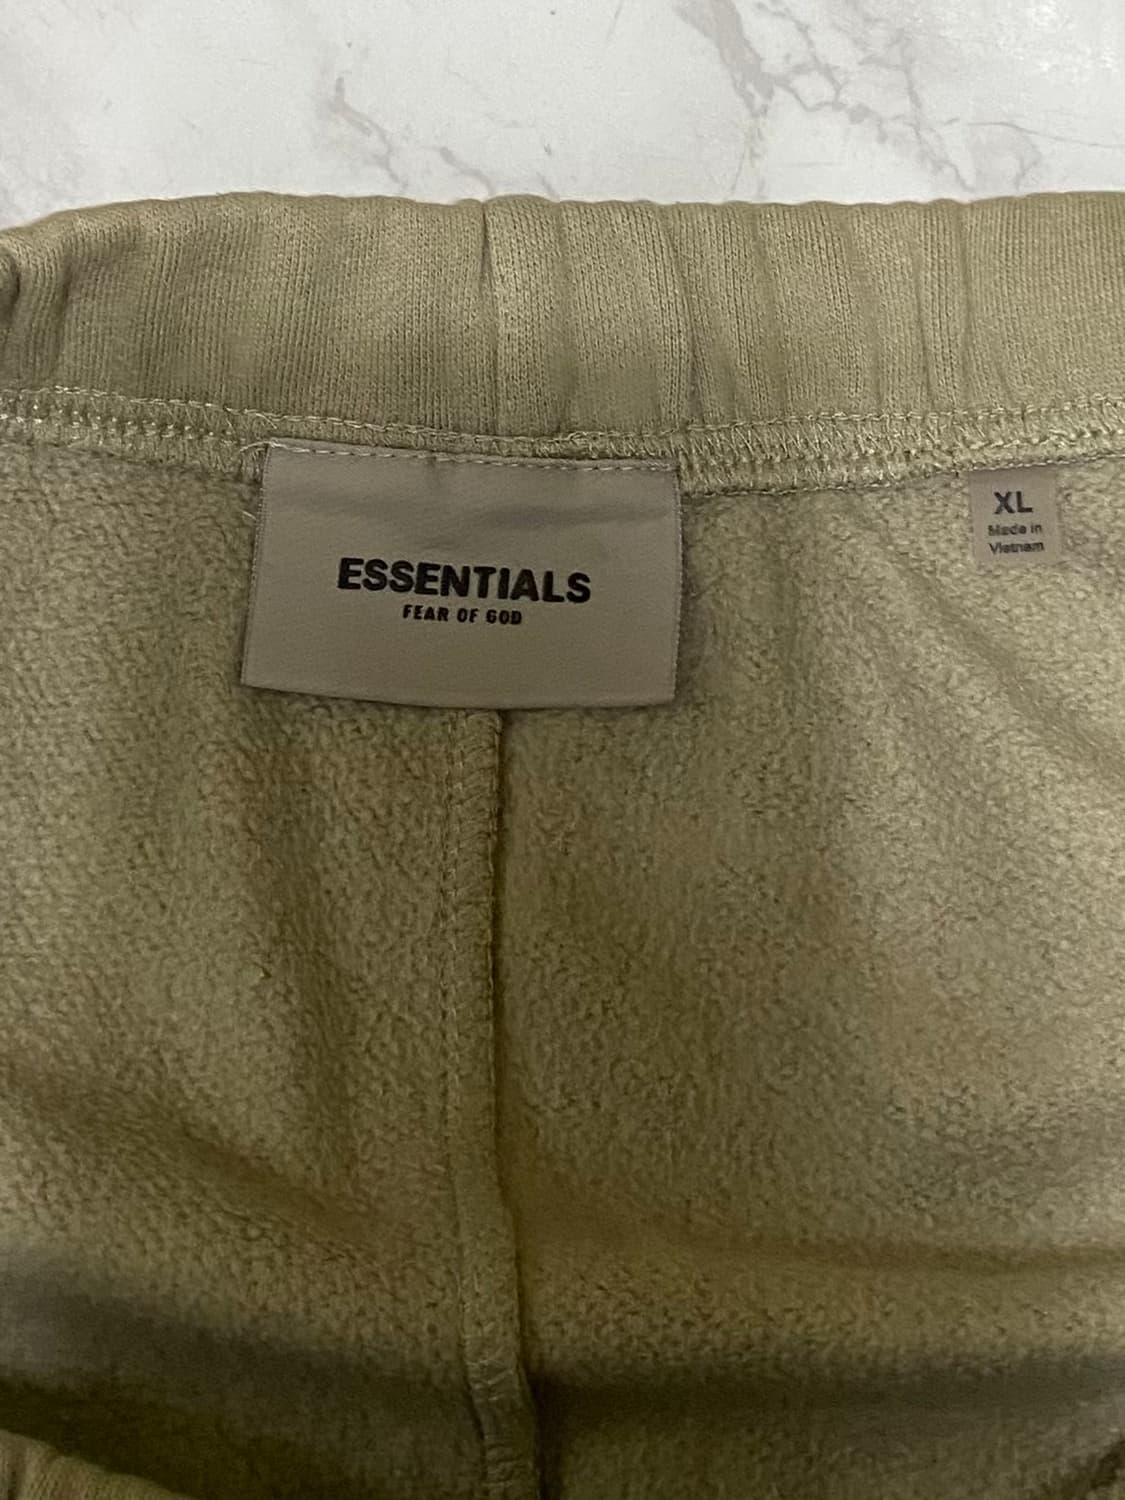 ESSENTIALS
FEAR OF GOD
XL
Made in
Vietnam